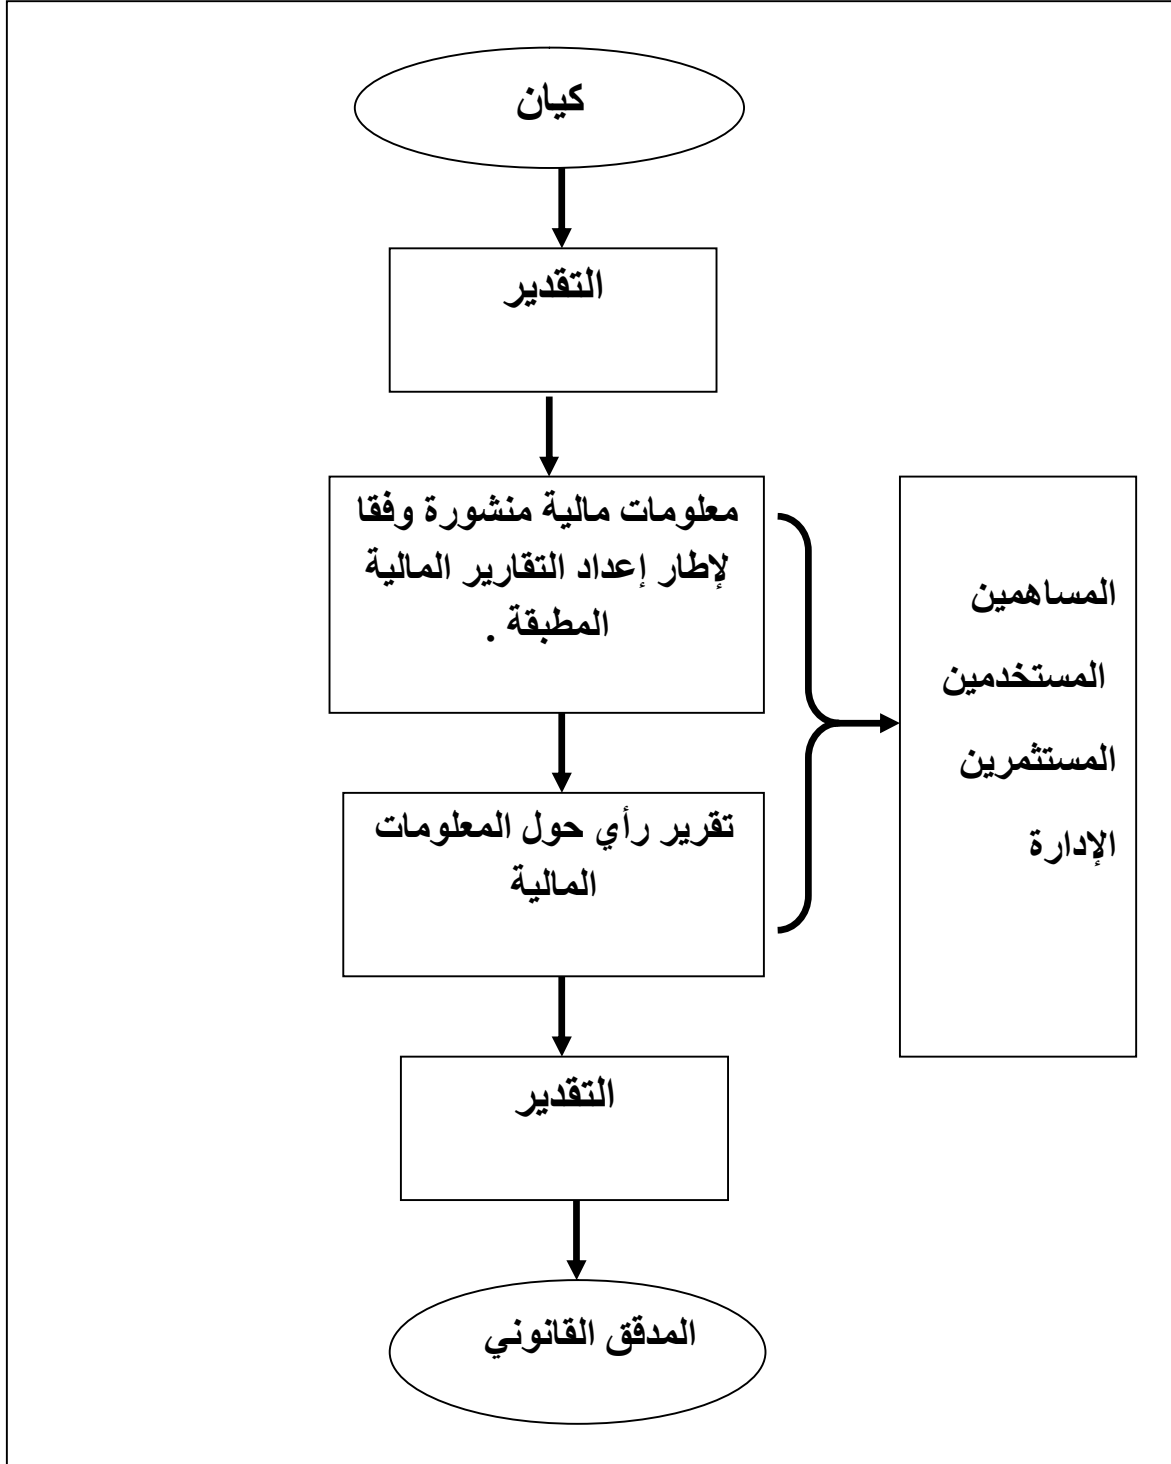 كيان
التقدير
معلومات مالية منشورة وفقا
لإطار إعداد التقارير المالية
المطبقة .
تقرير رأي حول المعلومات
المالية
التقدير
المدقق القانوني
المساهمين
المستخدمين
المستثمرين
الإدارة